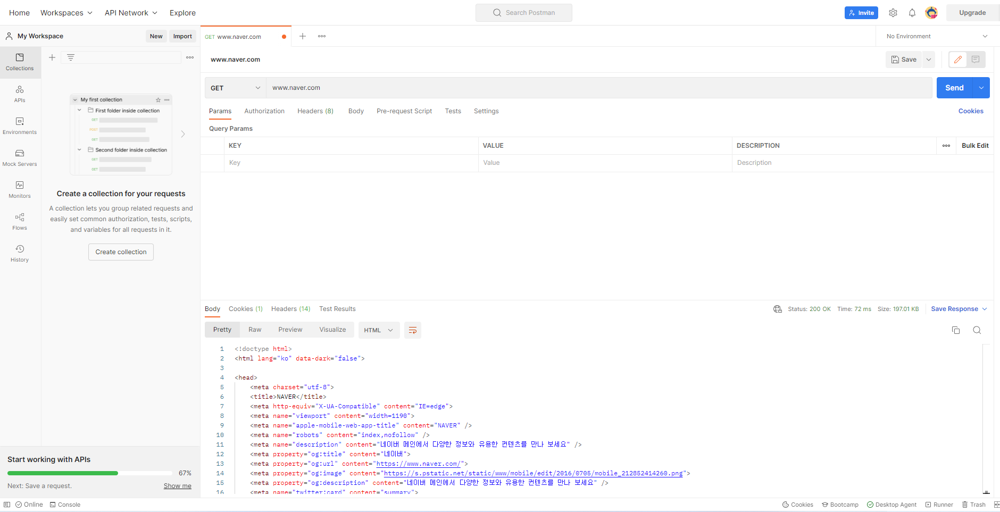 Home Workspaces API Network Explore Search Postman Invite Upgrade
My Workspace New Import GET www.naver.com No Environment
Collections
APIs
Environments
Mock Servers
Monitors
Flows
History
My first collection
First folder inside collection
GET
POST
GET
Second folder inside collection
GET
GET
Create a collection for your requests
A collection lets you group related requests and
easily set common authorization, tests, scripts,
and variables for all requests in it.
Create collection
Start working with APIs
67%
Next: Save a request. Show me
www.naver.com Save
GET www.naver.com Send
Params Authorization Headers (8) Body Pre-request Script Tests Settings Cookies
Query Params
KEY VALUE DESCRIPTION Bulk Edit
Key Value Description
Body Cookies (1) Headers (14) Test Results Status: 200 OK Time: 72 ms Size: 197.01 KB Save Response
Pretty Raw Preview Visualize HTML
1 <!doctype html>
2 <html lang="ko" data-dark="false">
3
4 <head>
5 <meta charset="utf-8">
6 <title>NAVER</title>
7 <meta http-equiv="X-UA-Compatible" content="IE=edge">
8 <meta name="viewport" content="width=1190">
9 <meta name="apple-mobile-web-app-title" content="NAVER" />
10 <meta name="robots" content="index,nofollow" />
11 <meta name="description" content="네이버 메인에서 다양한 정보와 유용한 컨텐츠를 만나 보세요" />
12 <meta property="og:title" content="네이버">
13 <meta property="og:url" content="https://www.naver.com/">
14 <meta property="og:image" content="https://s.pstatic.net/static/www/mobile/edit/2016/0705/mobile_212852414260.png">
15 <meta property="og:description" content="네이버 메인에서 다양한 정보와 유용한 컨텐츠를 만나 보세요" />
16 <meta name="twitter:card" content="summary">
Online Console Cookies Bootcamp Desktop Agent Runner Trash